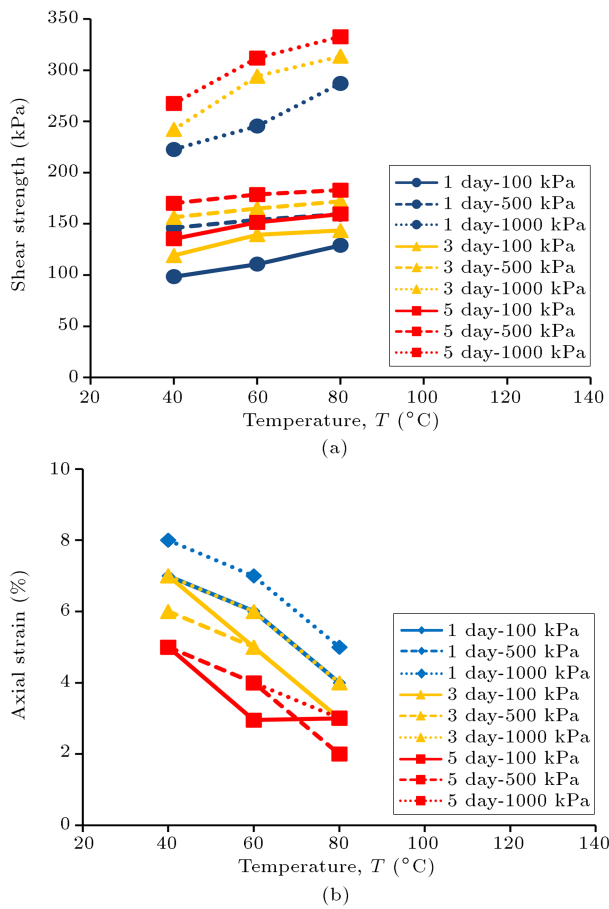 350
300
250
200
150
100
50
0
Shear strength (kPa)
1 day-100 kPa
1 day-500 kPa
1 day-1000 kPa
3 day-100 kPa
3 day-500 kPa
3 day-1000 kPa
5 day-100 kPa
5 day-500 kPa
5 day-1000 kPa
20 40 60 80 100 120 140
Temperature, T (°C)
(a)
10
8
6
4
2
0
Axial strain (%)
1 day-100 kPa
1 day-500 kPa
1 day-1000 kPa
3 day-100 kPa
3 day-500 kPa
3 day-1000 kPa
5 day-100 kPa
5 day-500 kPa
5 day-1000 kPa
20 40 60 80 100 120 140
Temperature, T (°C)
(b)